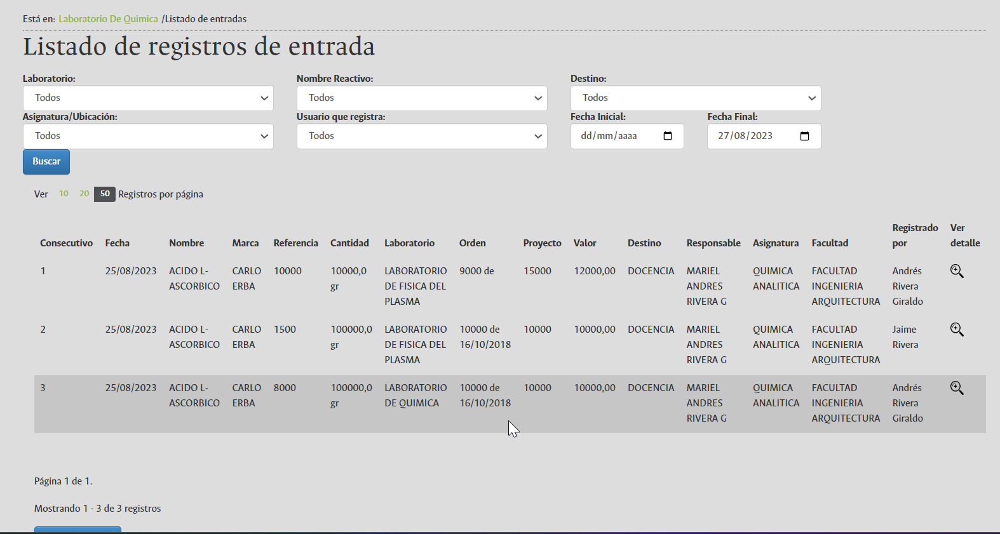 Está en: Laboratorio De Quimica /Listado de entradas
Listado de registros de entrada
Laboratorio: Nombre Reactivo: Destino:
Todos Todos Todos
Asignatura/Ubicación: Usuario que registra: Fecha Inicial: Fecha Final:
Todos Todos dd/mm/aaaa 27/08/2023
Buscar
Ver 10 20 50 Registros por página
Registrado Ver
Consecutivo Fecha Nombre Marca Referencia Cantidad Laboratorio Orden Proyecto Valor Destino Responsable Asignatura Facultad por detalle
1 25/08/2023 ACIDO L- CARLO 10000 10000,0 LABORATORIO 9000 de 15000 12000,00 DOCENCIA MARIEL QUIMICA FACULTAD Andrés
ASCORBICO ERBA gr DE FISICA DEL ANDRES ANALITICA INGENIERIA Rivera
PLASMA RIVERA G ARQUITECTURA Giraldo
2 25/08/2023 ACIDO L- CARLO 1500 100000,0 LABORATORIO 10000 de 10000 10000,00 DOCENCIA MARIEL QUIMICA FACULTAD Jaime
ASCORBICO ERBA gr DE FISICA DEL 16/10/2018 ANDRES ANALITICA INGENIERIA Rivera
PLASMA RIVERA G ARQUITECTURA
3 25/08/2023 ACIDO L- CARLO 8000 100000,0 LABORATORIO 10000 de 10000 10000,00 DOCENCIA MARIEL QUIMICA FACULTAD Andrés
ASCORBICO ERBA gr DE QUIMICA 16/10/2018 ANDRES ANALITICA INGENIERIA Rivera
RIVERA G ARQUITECTURA Giraldo
Página 1 de 1.
Mostrando 1 - 3 de 3 registros